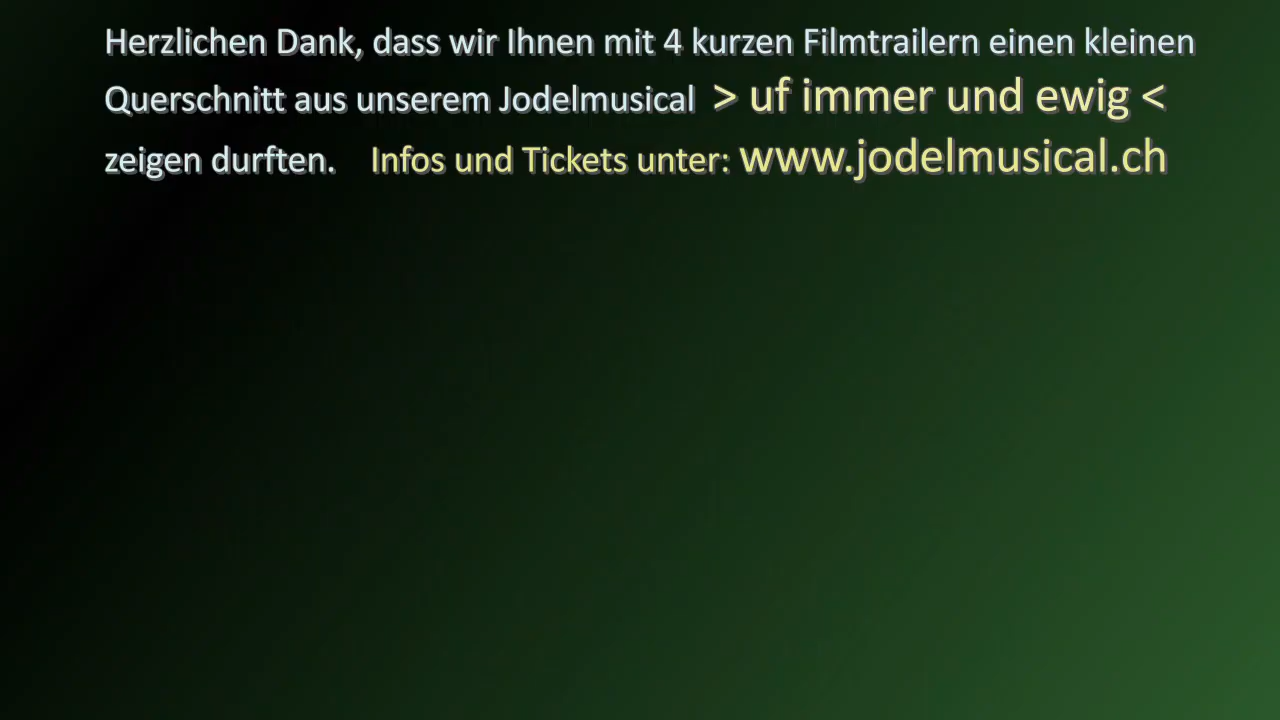 Herzlichen Dank, dass wir Ihnen mit 4 kurzen Filmtrailern einen kleinen
Querschnitt aus unserem Jodelmusical > uf immer und ewig <
zeigen durften. Infos und Tickets unter: www.jodelmusical.ch